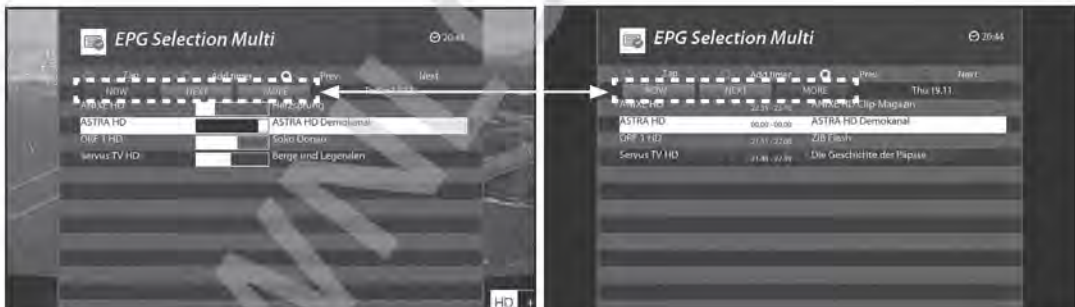 EPG Selection Multi
20:43
Zap Add timer Prev Next
NOW NEXT MORE
ANIXE HD Herzsprung
ASTRA HD ASTRA HD Demokanal
ORF 1 HD Soko Donau
Servus TV HD Berge und Legenden
HD
EPG Selection Multi
20:44
Zap Add timer Prev Next
NOW NEXT MORE Thu 19.11
ANIXE HD ANIXE HD Clip Magazin
ASTRA HD 00:00 - 00:00 ASTRA HD Demokanal
ORF 1 HD ZIB Flash
Servus TV HD Die Geschichte der Päpste